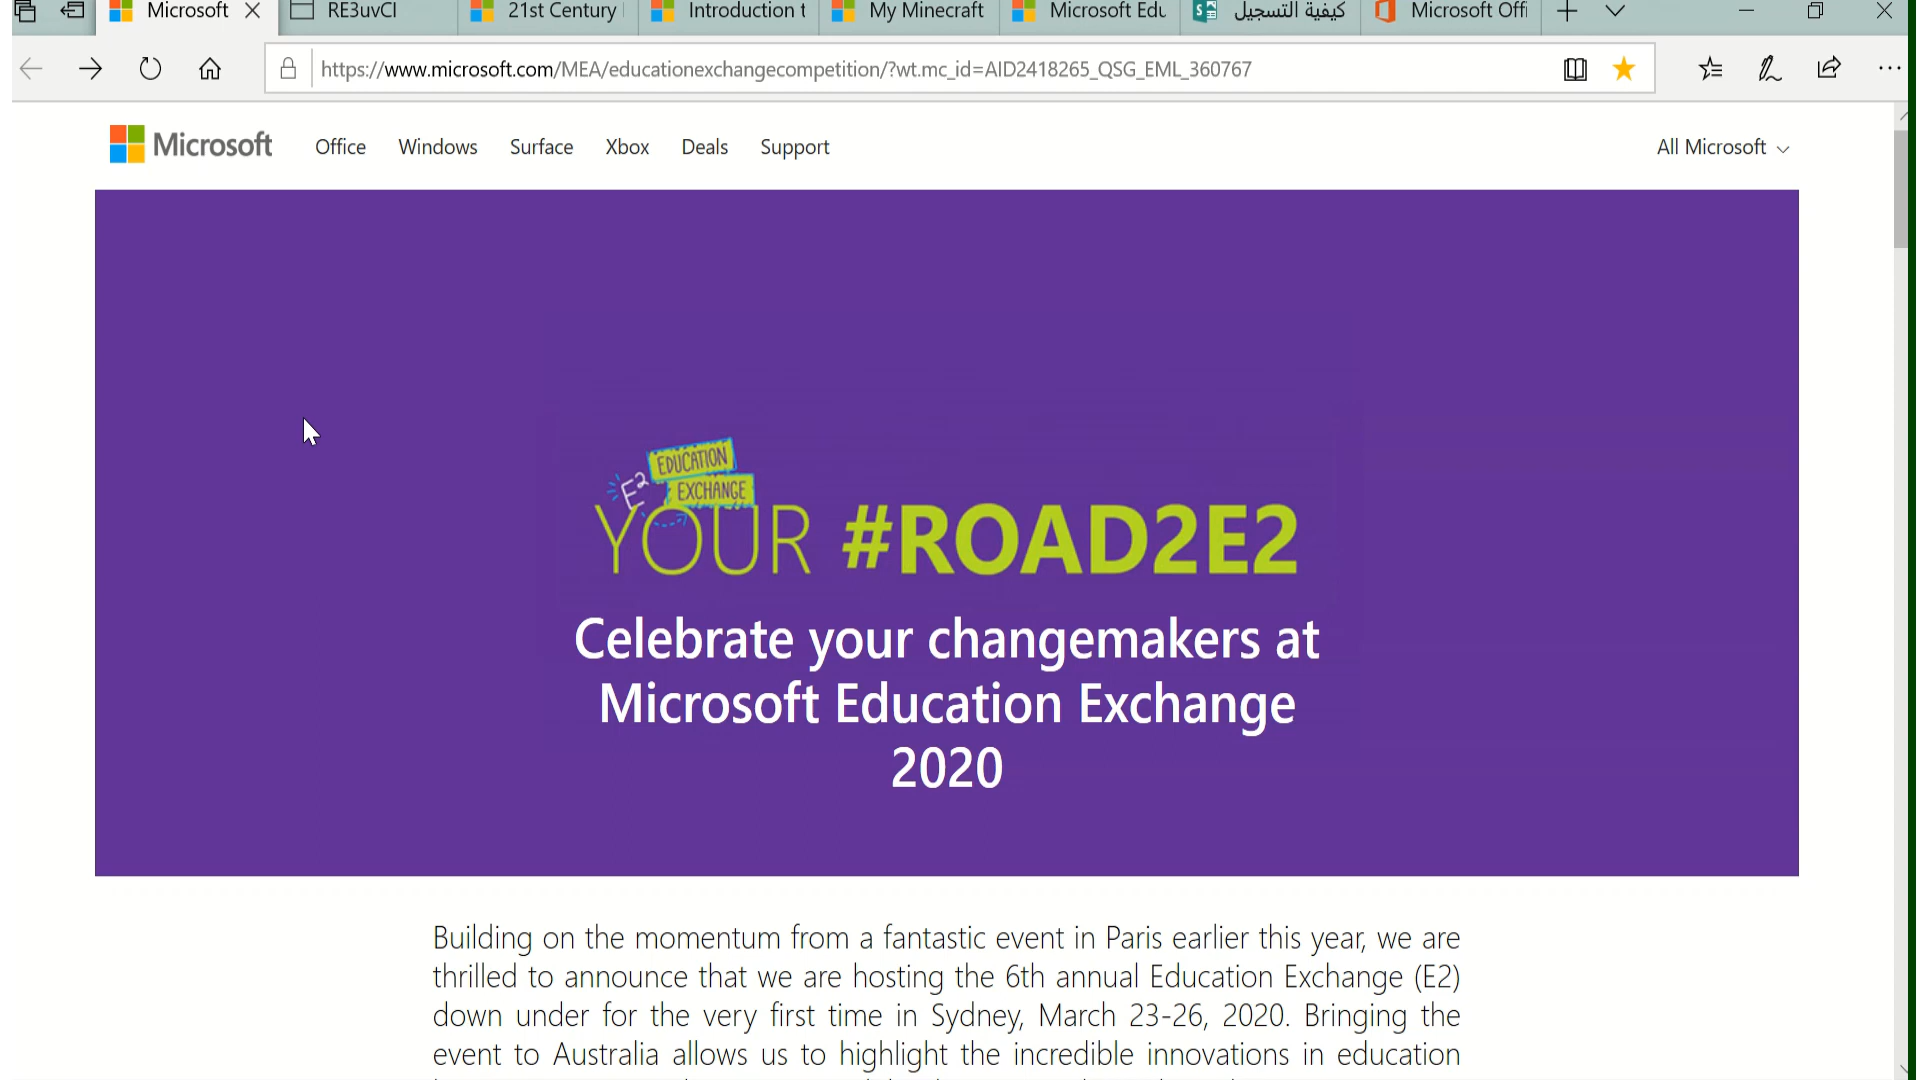 Microsoft
RE3uvCI
21st Century
Introduction t
My Minecraft
Microsoft Edu
كيفية التسجيل
Microsoft Offi
https://www.microsoft.com/MEA/educationexchangecompetition/?wt.mc_id=AID2418265_QSG_EML_360767
Microsoft
Office
Windows
Surface
Xbox
Deals
Support
All Microsoft
E² EDUCATION
EXCHANGE
YOUR #ROAD2E2
Celebrate your changemakers at
Microsoft Education Exchange
2020
Building on the momentum from a fantastic event in Paris earlier this year, we are
thrilled to announce that we are hosting the 6th annual Education Exchange (E2)
down under for the very first time in Sydney, March 23-26, 2020. Bringing the
event to Australia allows us to highlight the incredible innovations in education